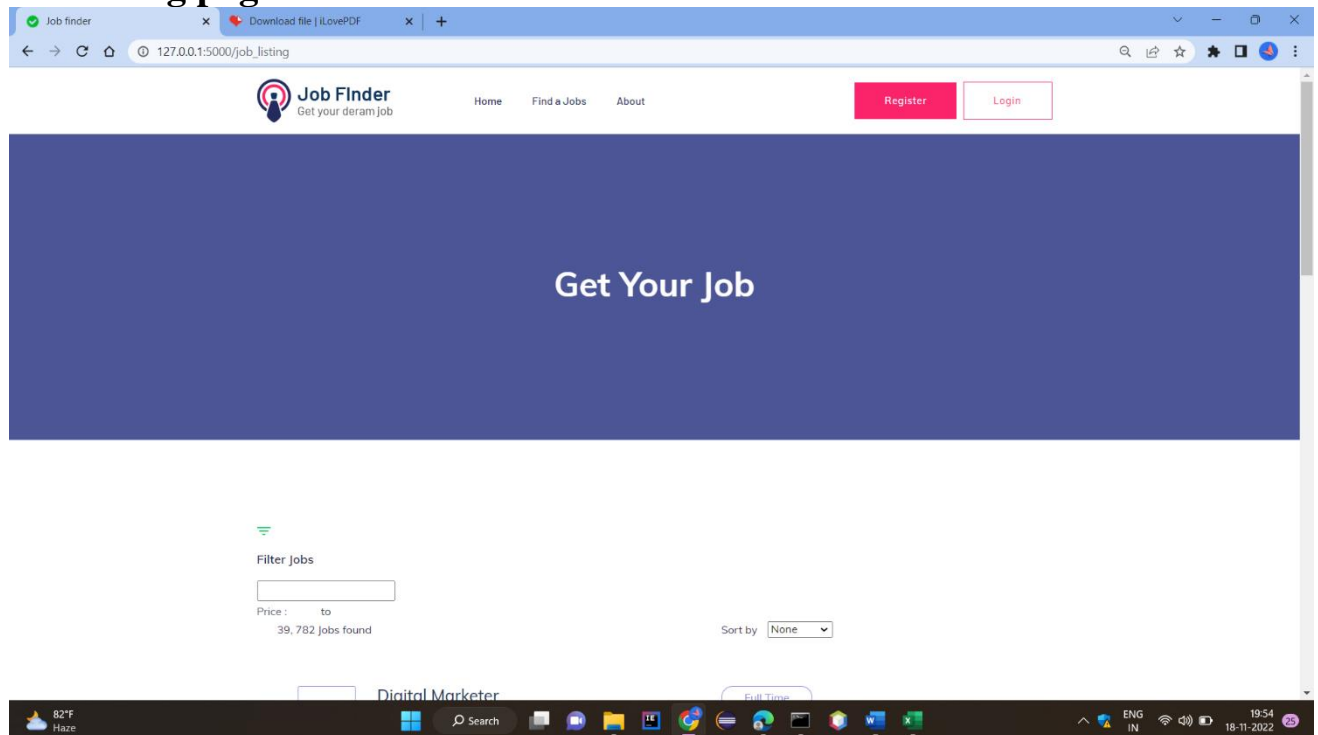 Job finder
Download file | iLovePDF
127.0.0.1:5000/job_listing
Job FInder
Get your deram job
Home Find a Jobs About
Register Login
Get Your Job
Filter Jobs
Price : to
39, 782 Jobs found
Sort by None
Digital Marketer
Full Time
82°F
Haze
Search
ENG
IN
19:54
18-11-2022
25